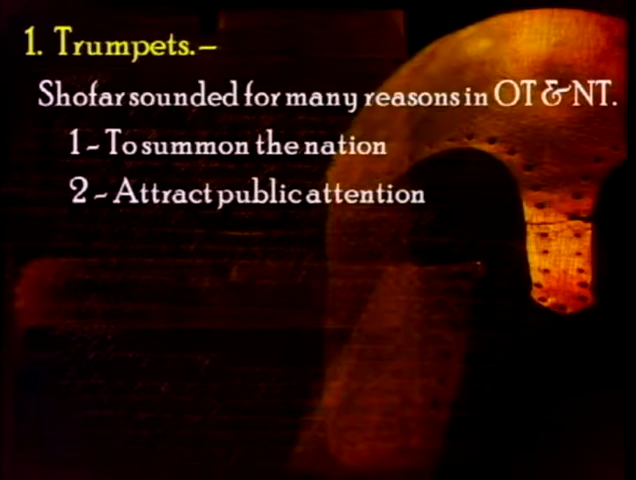 1. Trumpets.-
Shofar sounded for many reasons in OT & NT.
1 - To summon the nation
2 - Attract public attention